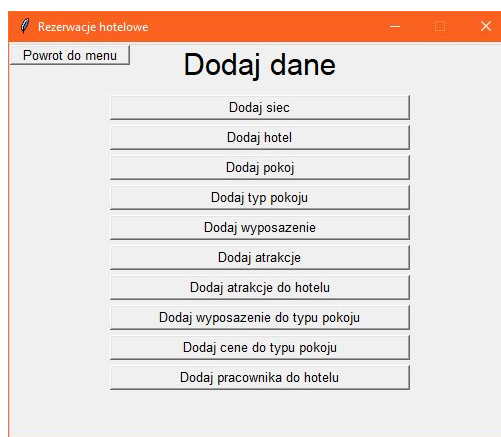 Rezerwacje hotelowe
Powrot do menu
Dodaj dane
Dodaj siec
Dodaj hotel
Dodaj pokoj
Dodaj typ pokoju
Dodaj wyposazenie
Dodaj atrakcje
Dodaj atrakcje do hotelu
Dodaj wyposazenie do typu pokoju
Dodaj cene do typu pokoju
Dodaj pracownika do hotelu